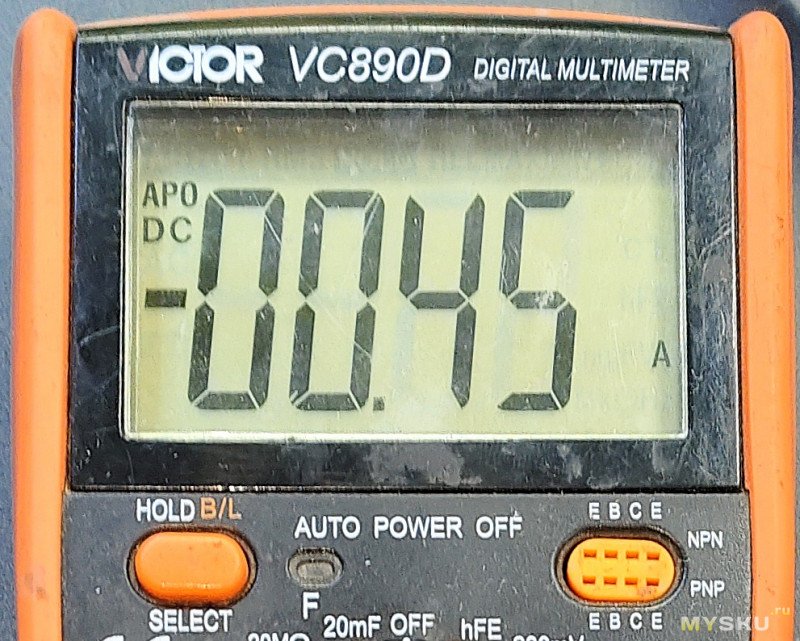 VICTOR VC890D DIGITAL MULTIMETER
APO
DC
-00.45
A
HOLD B/L
AUTO POWER OFF
E B C E
NPN
PNP
E B C E
SELECT
F
20mF OFF hFE
MYSKU.ru